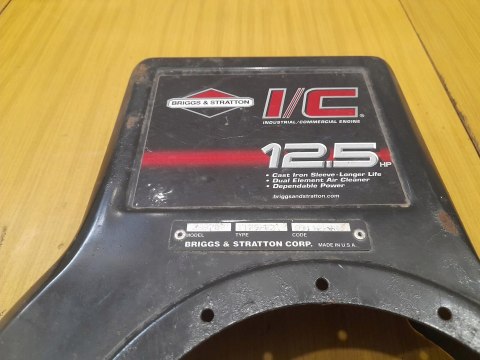 BRIGGS & STRATTON
I/C®
INDUSTRIAL/COMMERCIAL ENGINE
12.5 HP
• Cast Iron Sleeve-Longer Life
• Dual Element Air Cleaner
• Dependable Power
briggsandstratton.com
MODEL TYPE CODE
BRIGGS & STRATTON CORP. MADE IN U.S.A.